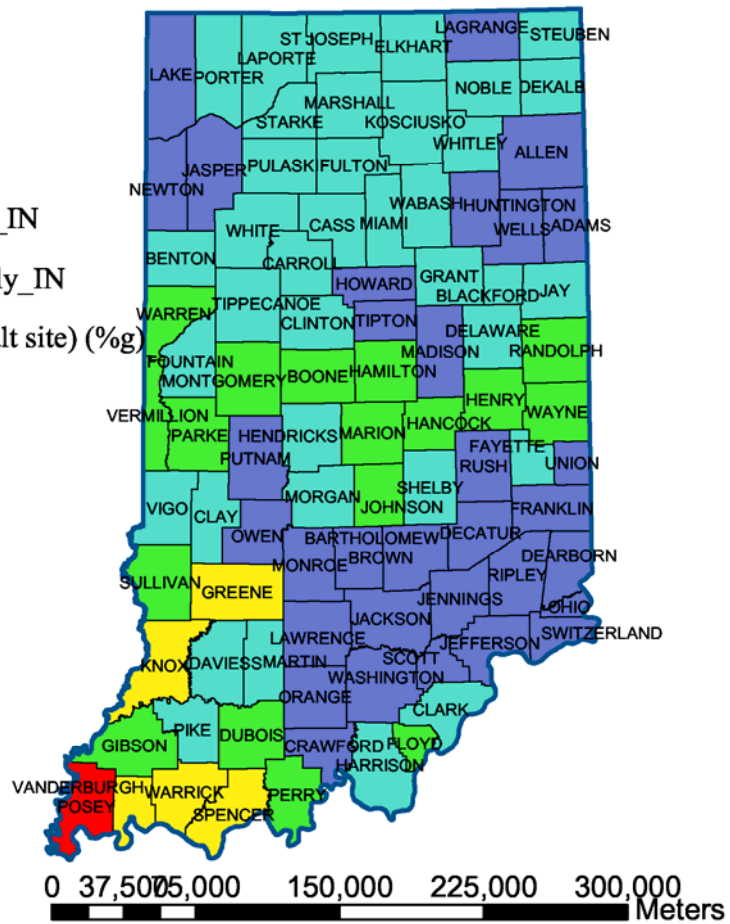 LAGRANGE
ST JOSEPH
STEUBEN
ELKHART
LAPORTE
LAKE
PORTER
NOBLE
DEKALB
MARSHALL
STARKE
KOSCIUSKO
WHITLEY
ALLEN
PULASK
FULTON
JASPER
NEWTON
WABASH
HUNTINGTON
_IN
CASS
MIAMI
WHITE
WELLS
ADAMS
BENTON
CARROLL
ly_IN
GRANT
HOWARD
BLACKFORD
JAY
TIPPECANOE
WARREN
CLINTON
TIPTON
lt site) (%g)
DELAWARE
MADISON
RANDOLPH
FOUNTAIN
HAMILTON
BOONE
MONTGOMERY
HENRY
WAYNE
VERMILLION
HANCOCK
PARKE
HENDRICKS
MARION
FAYETTE
PUTNAM
RUSH
UNION
SHELBY
MORGAN
JOHNSON
VIGO
CLAY
FRANKLIN
OWEN
BARTHOLOMEW
DECATUR
BROWN
DEARBORN
MONROE
RIPLEY
SULLIVAN
GREENE
JENNINGS
OHIO
JACKSON
SWITZERLAND
LAWRENCE
JEFFERSON
KNOX
DAVIESS
MARTIN
SCOTT
WASHINGTON
ORANGE
CLARK
PIKE
DUBOIS
GIBSON
CRAWFORD
FLOYD
HARRISON
VANDERBURGH
WARRICK
PERRY
POSEY
SPENCER
0 37,500 75,000 150,000 225,000 300,000
Meters